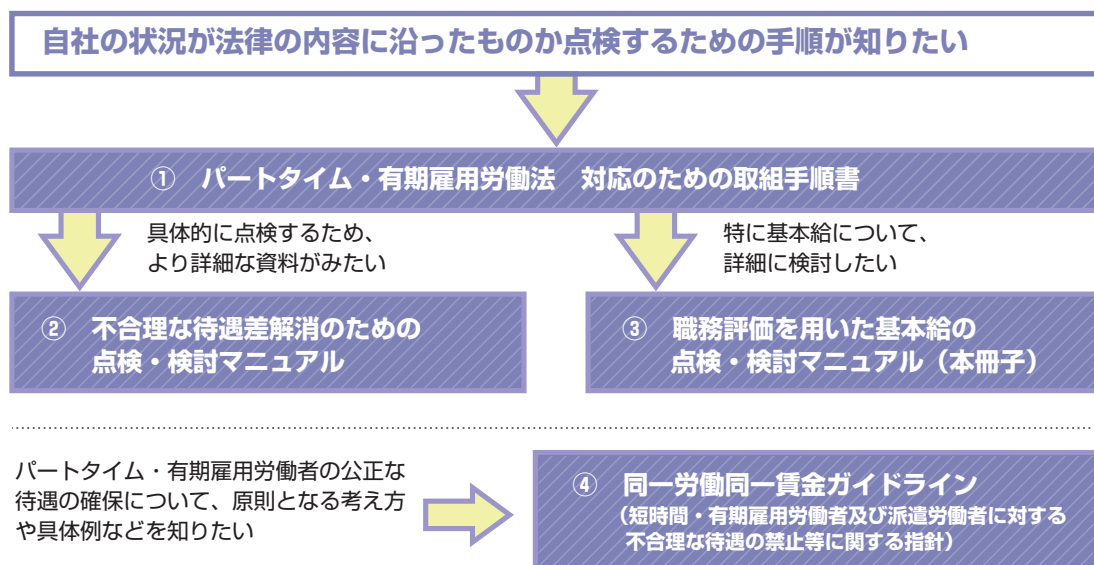 自社の状況が法律の内容に沿ったものか点検するための手順が知りたい
① パートタイム・有期雇用労働法　対応のための取組手順書
具体的に点検するため、
より詳細な資料がみたい
特に基本給について、
詳細に検討したい
② 不合理な待遇差解消のための
点検・検討マニュアル
③ 職務評価を用いた基本給の
点検・検討マニュアル（本冊子）
パートタイム・有期雇用労働者の公正な
待遇の確保について、原則となる考え方
や具体例などを知りたい
④ 同一労働同一賃金ガイドライン
（短時間・有期雇用労働者及び派遣労働者に対する
不合理な待遇の禁止等に関する指針）